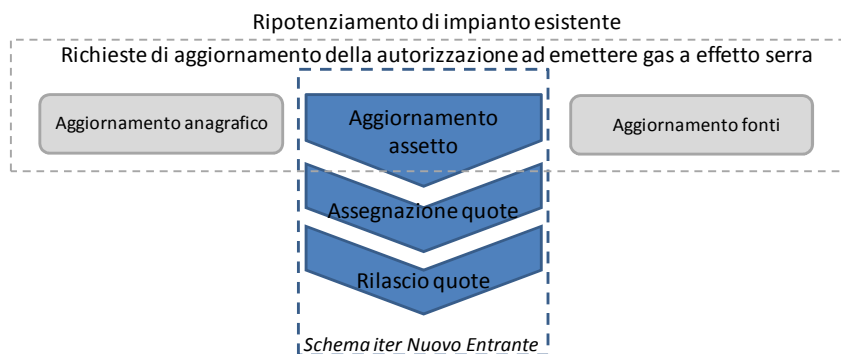 Ripotenziamento di impianto esistente
Richieste di aggiornamento della autorizzazione ad emettere gas a effetto serra
Aggiornamento anagrafico
Aggiornamento
assetto
Aggiornamento fonti
Assegnazione quote
Rilascio quote
Schema iter Nuovo Entrante